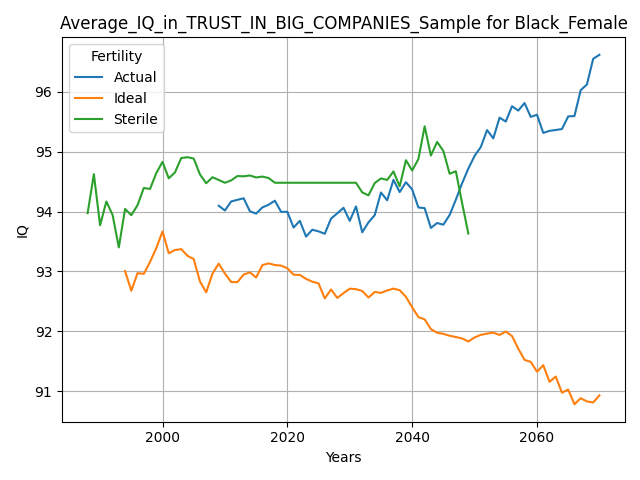 Average_IQ_in_TRUST_IN_BIG_COMPANIES_Sample for Black_Female
Fertility
Actual
Ideal
Sterile
96
95
94
93
92
91
IQ
2000
2020
2040
2060
Years